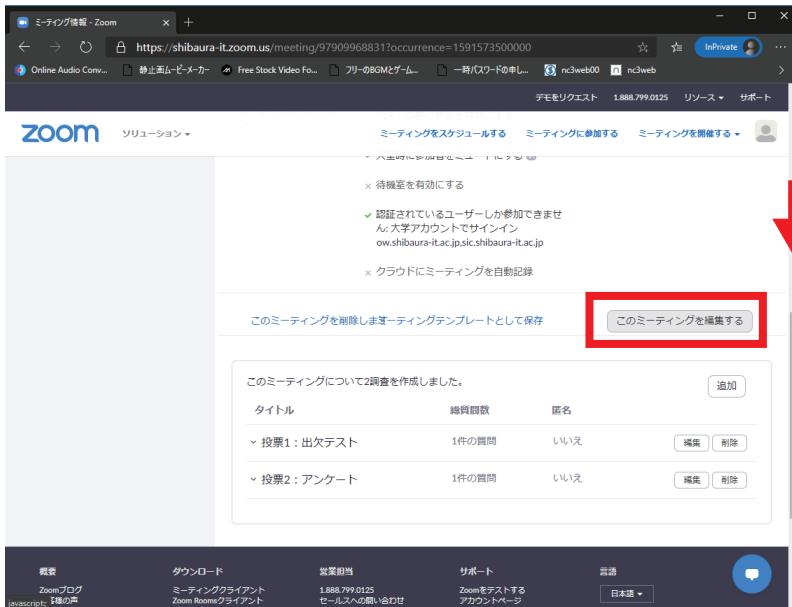 ミーティング情報 - Zoom
https://shibaura-it.zoom.us/meeting/97909968831?occurrence=1591573500000
InPrivate
Online Audio Conv... 静止画ムービーメーカー Free Stock Video Fo... フリーのBGMとゲーム... 一時パスワードの申し... nc3web00 nc3web
デモをリクエスト 1.888.799.0125 リソース サポート
zoom ソリューション ミーティングをスケジュールする ミーティングに参加する ミーティングを開催する
入室時に参加者をミュートにする
待機室を有効にする
認証されているユーザーしか参加できませ
ん: 大学アカウントでサインイン
ow.shibaura-it.ac.jp,sic.shibaura-it.ac.jp
クラウドにミーティングを自動記録
このミーティングを削除します ミーティングテンプレートとして保存 このミーティングを編集する
このミーティングについて2調査を作成しました。 追加
タイトル 総質問数 匿名
投票1：出欠テスト 1件の質問 いいえ 編集 削除
投票2：アンケート 1件の質問 いいえ 編集 削除
概要 ダウンロード 営業担当 サポート 言語
Zoomブログ ミーティングクライアント 1.888.799.0125 Zoomをテストする 日本語
javascript:; 様の声 Zoom Roomsクライアント セールスへの問い合わせ アカウントページ